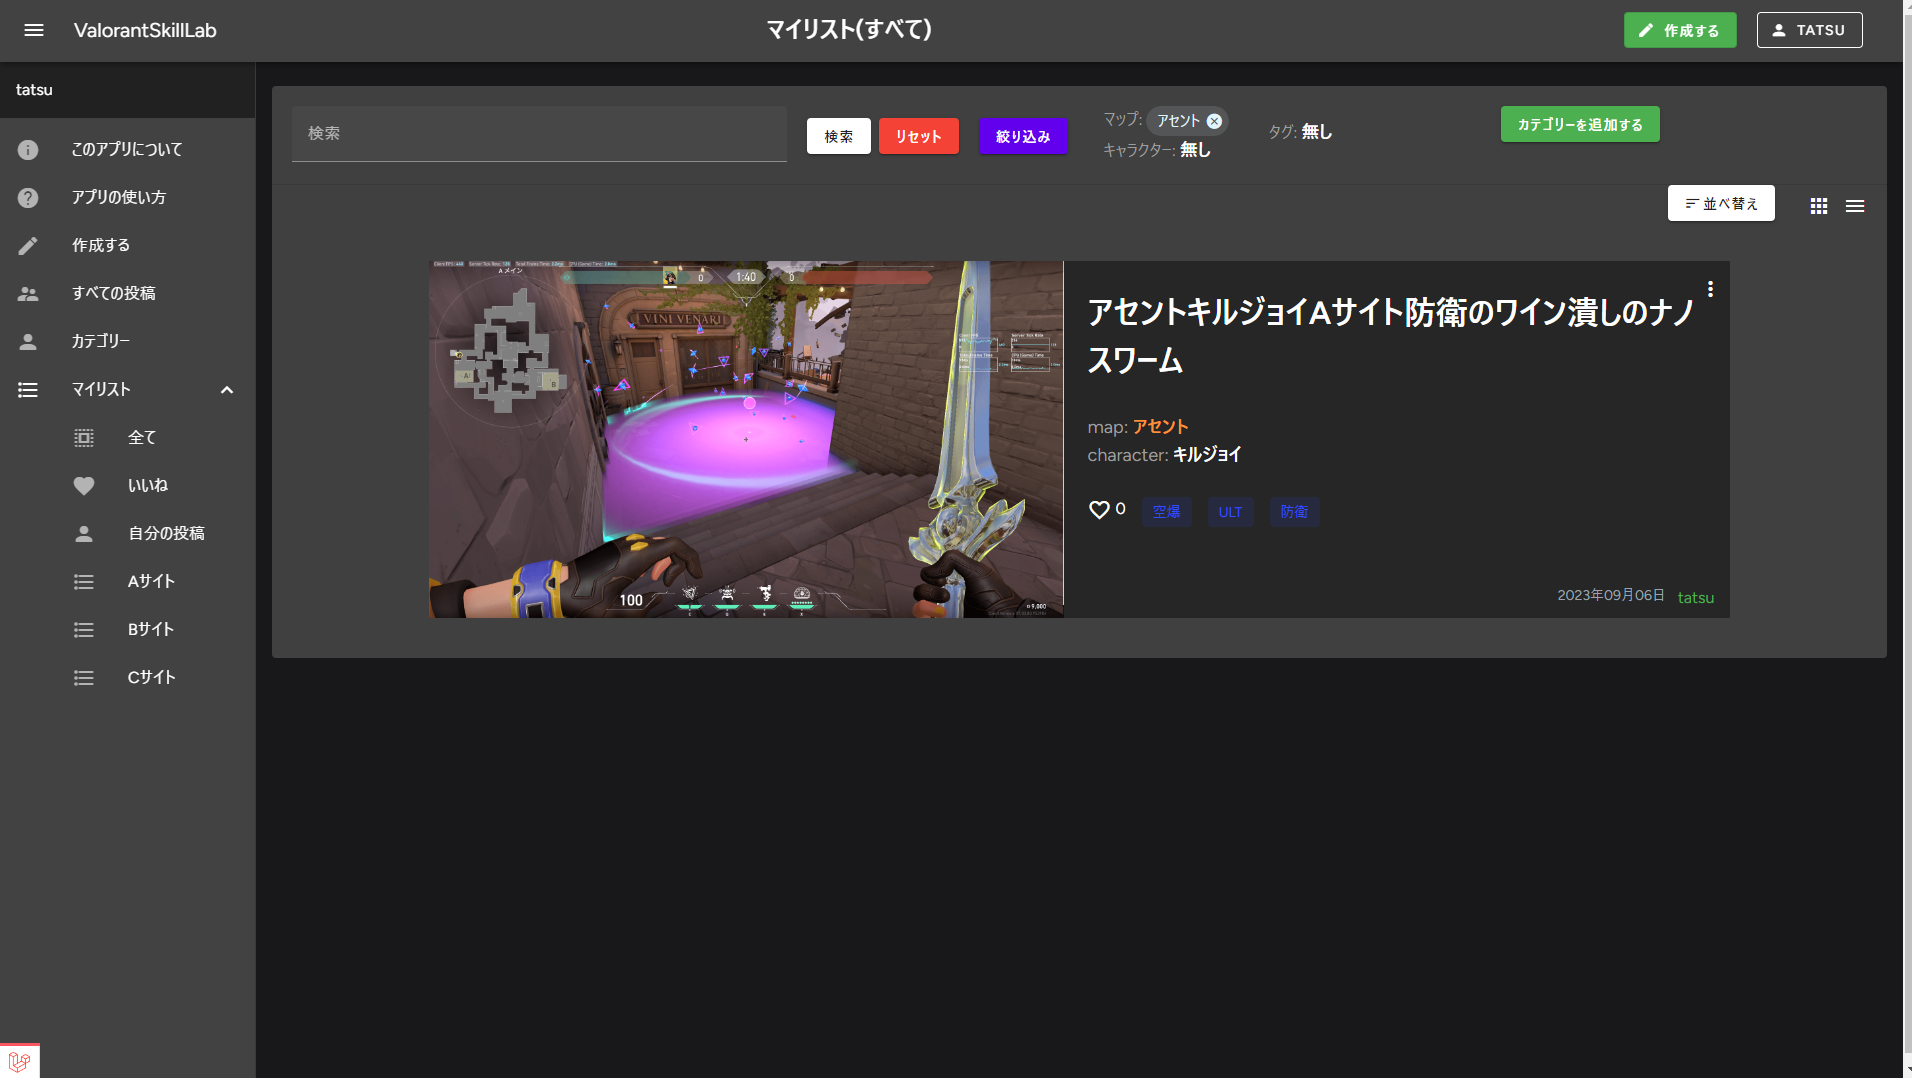 ValorantSkillLab
マイリスト(すべて)
作成する
TATSU
tatsu
このアプリについて
アプリの使い方
作成する
すべての投稿
カテゴリー
マイリスト
全て
いいね
自分の投稿
Aサイト
Bサイト
Cサイト
検索
検索
リセット
絞り込み
マップ: アセント
キャラクター: 無し
タグ: 無し
カテゴリーを追加する
並べ替え
A メイン
0
1:40
0
VINI VENARI
A
B
100
9,000
アセントキルジョイAサイト防衛のワイン潰しのナノ
スワーム
map: アセント
character: キルジョイ
0
空爆
ULT
防衛
2023年09月06日
tatsu